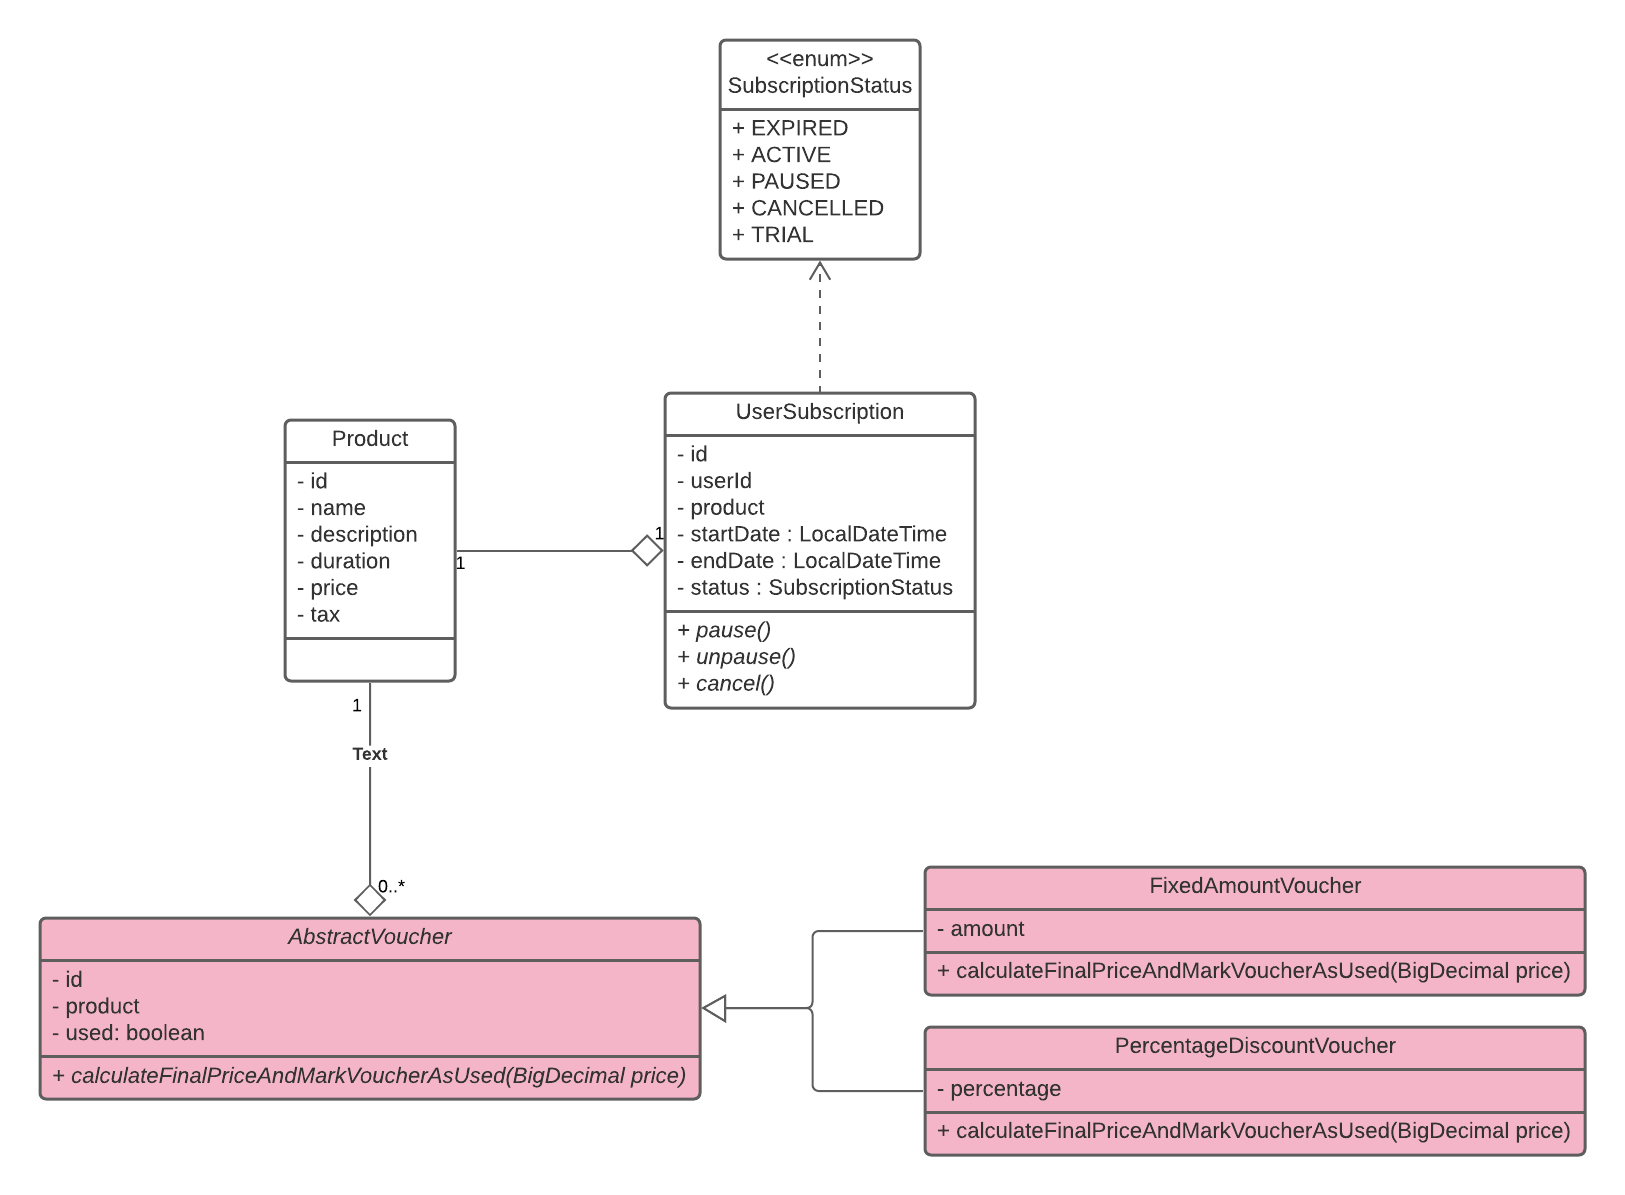 <<enum>>
SubscriptionStatus
+ EXPIRED
+ ACTIVE
+ PAUSED
+ CANCELLED
+ TRIAL
Product
- id
- name
- description
- duration
- price
- tax
1
1
UserSubscription
- id
- userId
- product
- startDate : LocalDateTime
- endDate : LocalDateTime
- status : SubscriptionStatus
+ pause()
+ unpause()
+ cancel()
1
Text
0..*
AbstractVoucher
- id
- product
- used: boolean
+ calculateFinalPriceAndMarkVoucherAsUsed(BigDecimal price)
FixedAmountVoucher
- amount
+ calculateFinalPriceAndMarkVoucherAsUsed(BigDecimal price)
PercentageDiscountVoucher
- percentage
+ calculateFinalPriceAndMarkVoucherAsUsed(BigDecimal price)